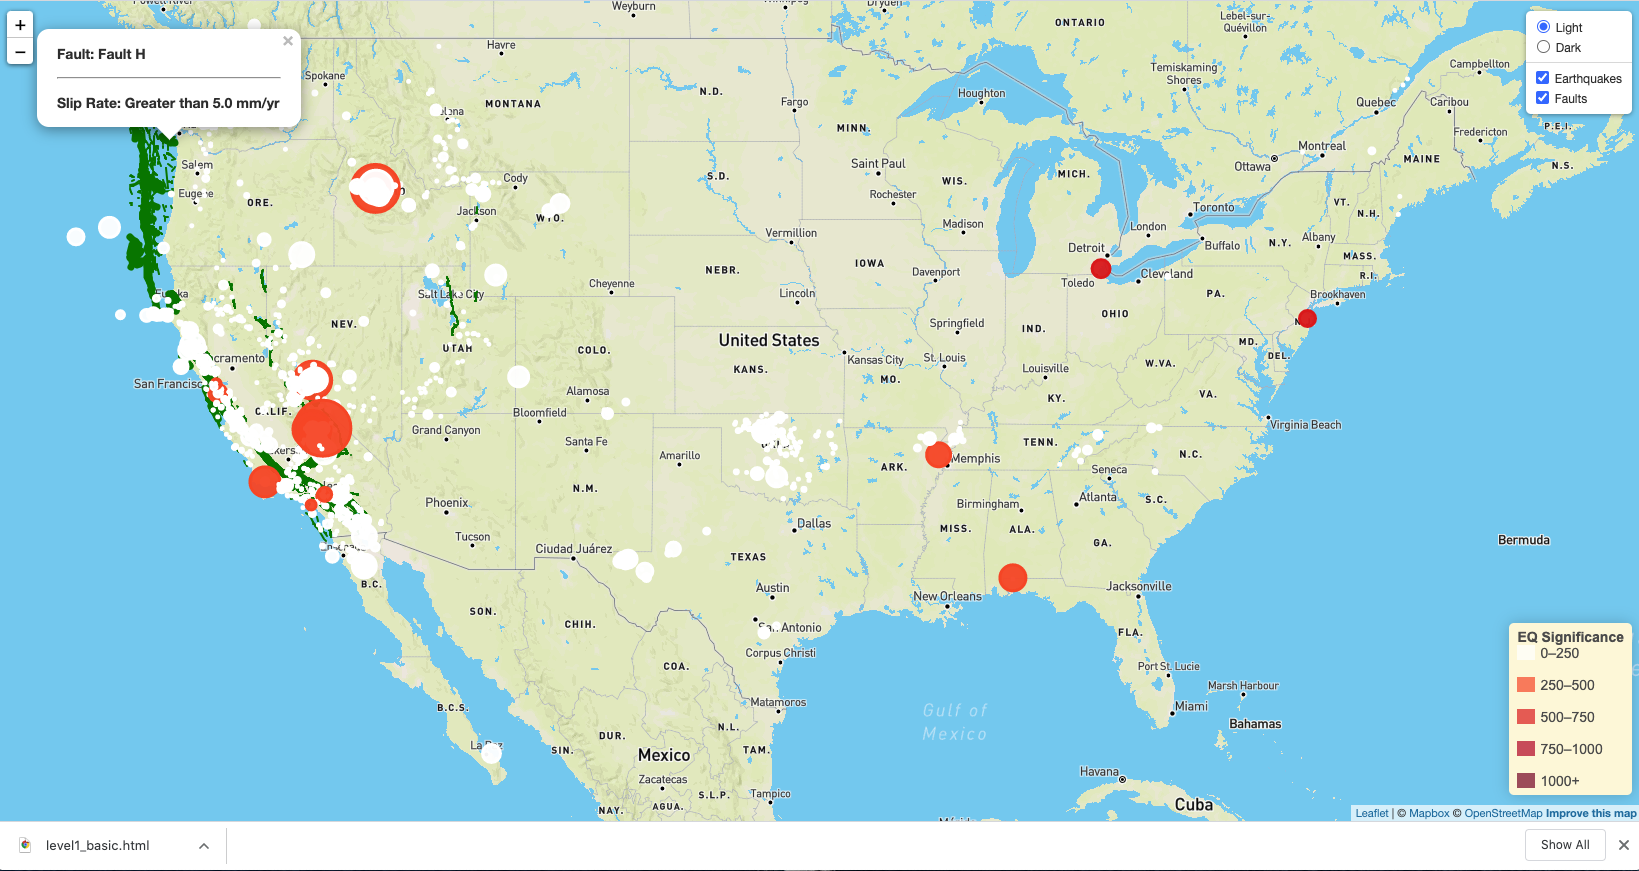 +
−
Fault: Fault H
×
Slip Rate: Greater than 5.0 mm/yr
Light
Dark
Earthquakes
Faults
Powell River
Weyburn
Winnipeg
Dryden
ONTARIO
Lebel-sur-
Quévillon
Havre
Spokane
Temiskaming
Shores
Campbellton
MONTANA
N.D.
Fargo
Houghton
Quebec
Caribou
P.E.I.
MINN.
Fredericton
Montreal
Ottawa
MAINE
N.S.
Salem
Saint Paul
MICH.
Cody
S.D.
WIS.
Eugene
ORE.
Rochester
VT.
N.H.
Jackson
WYO.
Toronto
Madison
London
Vermillion
Detroit
Buffalo
N.Y.
Albany
MASS.
NEBR.
IOWA
Davenport
Toledo
Cleveland
R.I.
Cheyenne
Salt Lake City
Lincoln
PA.
Brookhaven
Eureka
NEV.
Springfield
IND.
OHIO
UTAH
COLO.
United States
MD.
DEL.
cramento
Kansas City
St. Louis
KANS.
Louisville
W.VA.
San Francisc
MO.
Alamosa
KY.
VA.
CALIF.
Bloomfield
Grand Canyon
Virginia Beach
Santa Fe
TENN.
Amarillo
Memphis
N.C.
ARK.
Seneca
N.M.
Phoenix
Birmingham
Atlanta
S.C.
Dallas
MISS.
ALA.
Tucson
Ciudad Juárez
GA.
Bermuda
TEXAS
B.C.
Austin
New Orleans
Jacksonville
SON.
CHIH.
San Antonio
FLA.
Corpus Christi
COA.
Port St. Lucie
Marsh Harbour
B.C.S.
Matamoros
Gulf of
Mexico
Miami
Bahamas
N.L.
DUR.
La Paz
SIN.
Mexico
TAM.
Zacatecas
Havana
S.L.P.
Tampico
NAY.
AGUA.
Cuba
Mérida
EQ Significance
0–250
250–500
500–750
750–1000
1000+
Leaflet | © Mapbox © OpenStreetMap Improve this map
level1_basic.html
Show All